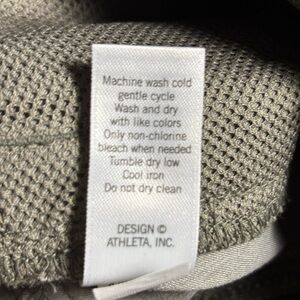 Machine wash cold
gentle cycle
Wash and dry
with like colors
Only non-chlorine
bleach when needed
Tumble dry low
Cool iron
Do not dry clean
DESIGN ©
ATHLETA, INC.